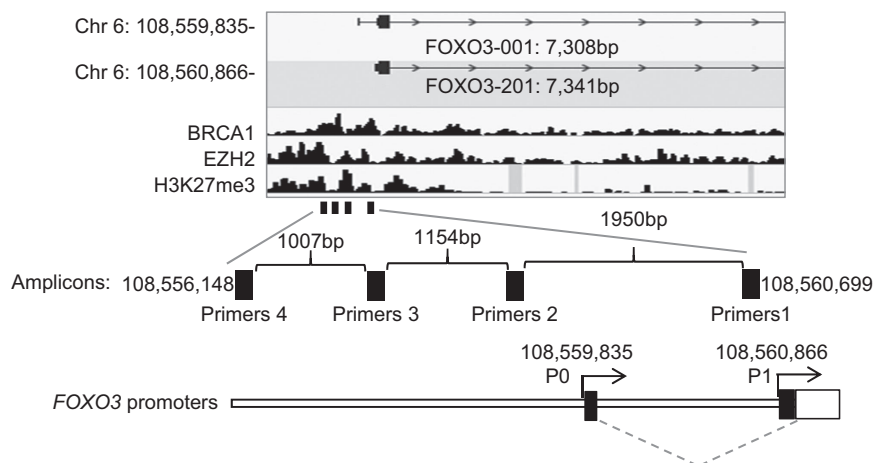 Chr 6: 108,559,835-
FOXO3-001: 7,308bp
Chr 6: 108,560,866-
FOXO3-201: 7,341bp
BRCA1
EZH2
H3K27me3
1950bp
1007bp
1154bp
Amplicons: 108,556,148
108,560,699
Primers 4 Primers 3 Primers 2 Primers1
108,559,835 108,560,866
P0 P1
FOXO3 promoters